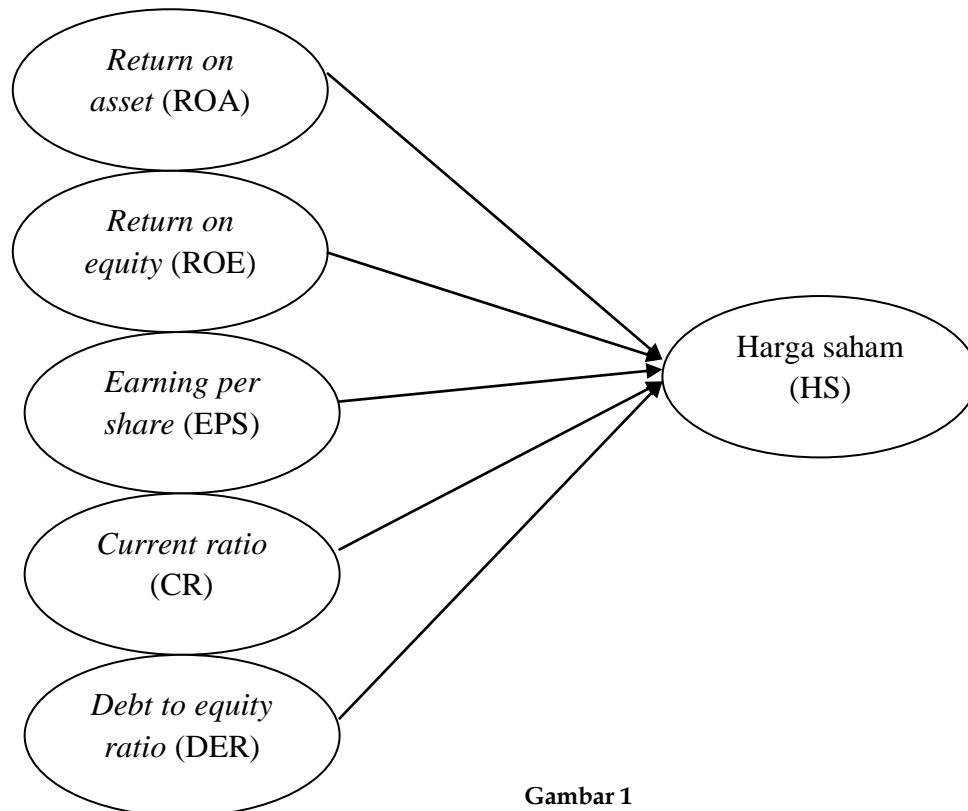 Return on
asset (ROA)
Return on
equity (ROE)
Earning per
share (EPS)
Current ratio
(CR)
Debt to equity
ratio (DER)
Harga saham
(HS)
Gambar 1